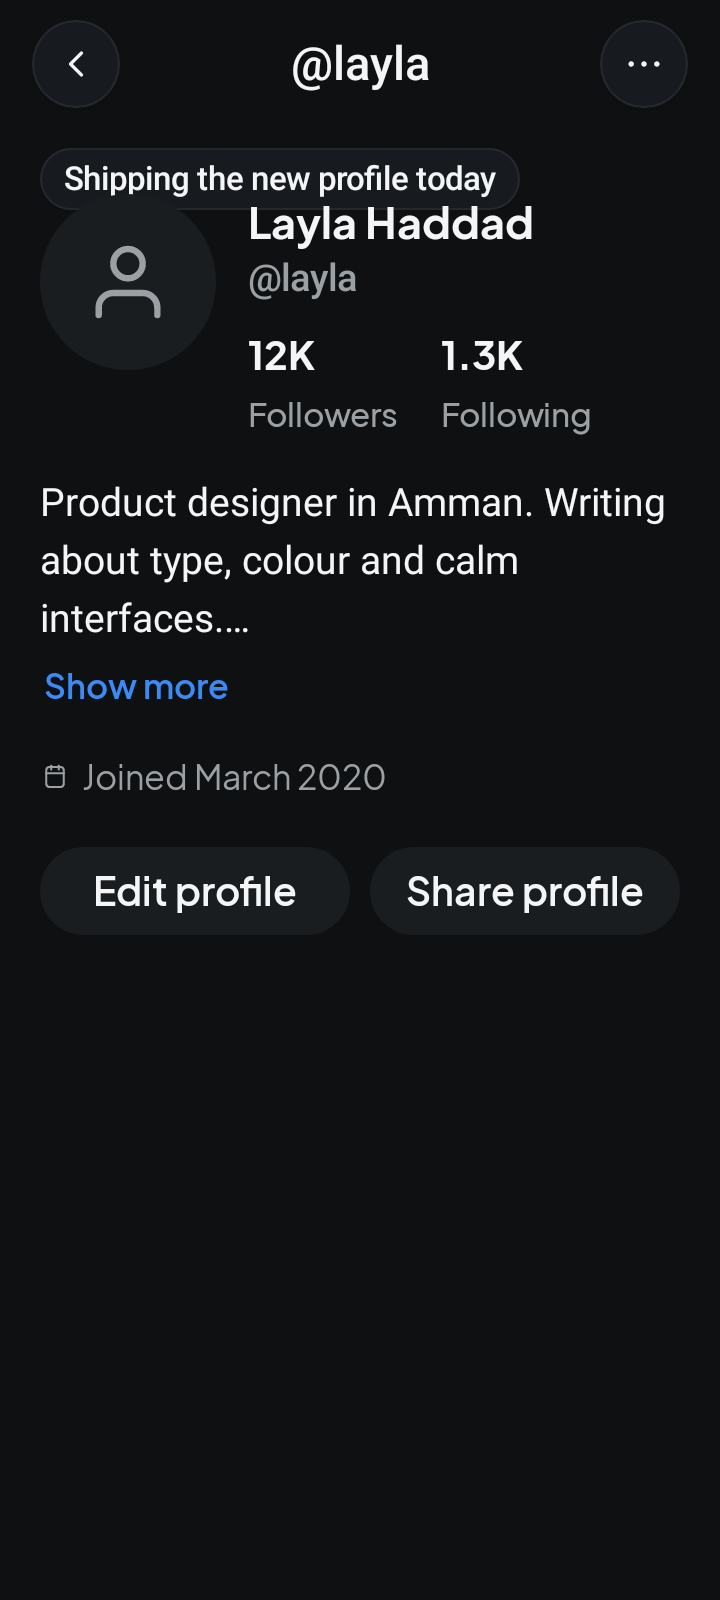 @layla
Shipping the new profile today
Layla Haddad
@layla
12K 1.3K
Followers Following
Product designer in Amman. Writing
about type, colour and calm
interfaces.…
Show more
Joined March 2020
Edit profile Share profile